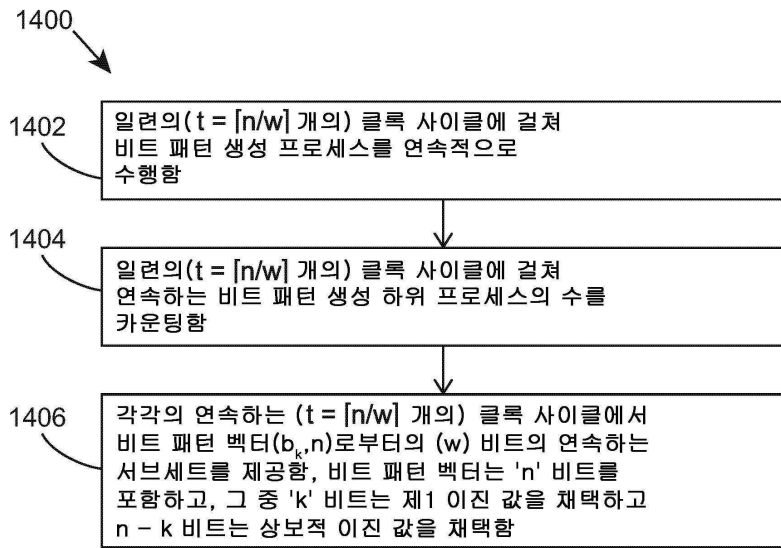 1400
1402
일련의( t = ⌈n/w⌉ 개의) 클록 사이클에 걸쳐
비트 패턴 생성 프로세스를 연속적으로
수행함
1404
일련의( t = ⌈n/w⌉ 개의) 클록 사이클에 걸쳐
연속하는 비트 패턴 생성 하위 프로세스의 수를
카운팅함
1406
각각의 연속하는 (t = ⌈n/w⌉ 개의) 클록 사이클에서
비트 패턴 벡터(bₖ,n)로부터의 (w) 비트의 연속하는
서브세트를 제공함, 비트 패턴 벡터는 'n' 비트를
포함하고, 그 중 'k' 비트는 제1 이진 값을 채택하고
n – k 비트는 상보적 이진 값을 채택함